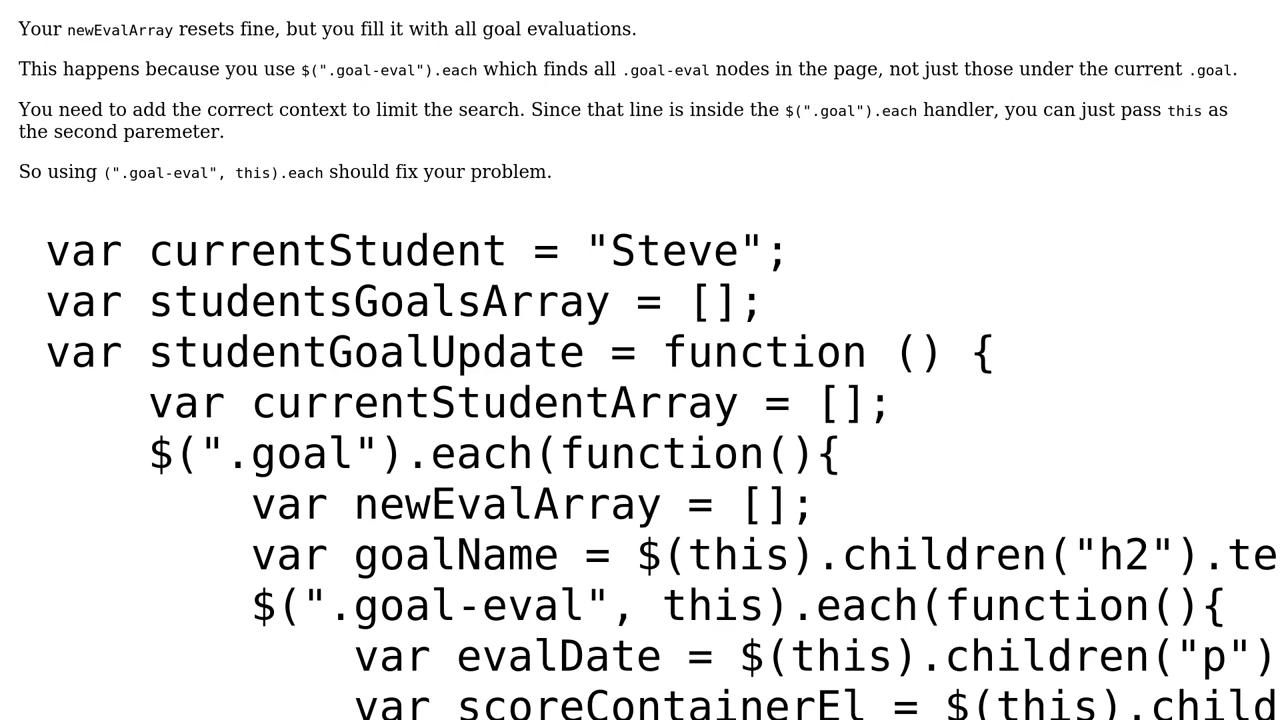 Your newEvalArray resets fine, but you fill it with all goal evaluations.
This happens because you use $(".goal-eval").each which finds all .goal-eval nodes in the page, not just those under the current .goal.
You need to add the correct context to limit the search. Since that line is inside the $(".goal").each handler, you can just pass this as
the second paremeter.
So using (".goal-eval", this).each should fix your problem.
var currentStudent = "Steve";
var studentsGoalsArray = [];
var studentGoalUpdate = function () {
    var currentStudentArray = [];
    $(".goal").each(function(){
        var newEvalArray = [];
        var goalName = $(this).children("h2").te
        $(".goal-eval", this).each(function(){
            var evalDate = $(this).children("p")
            var scoreContainerEl = $(this).child